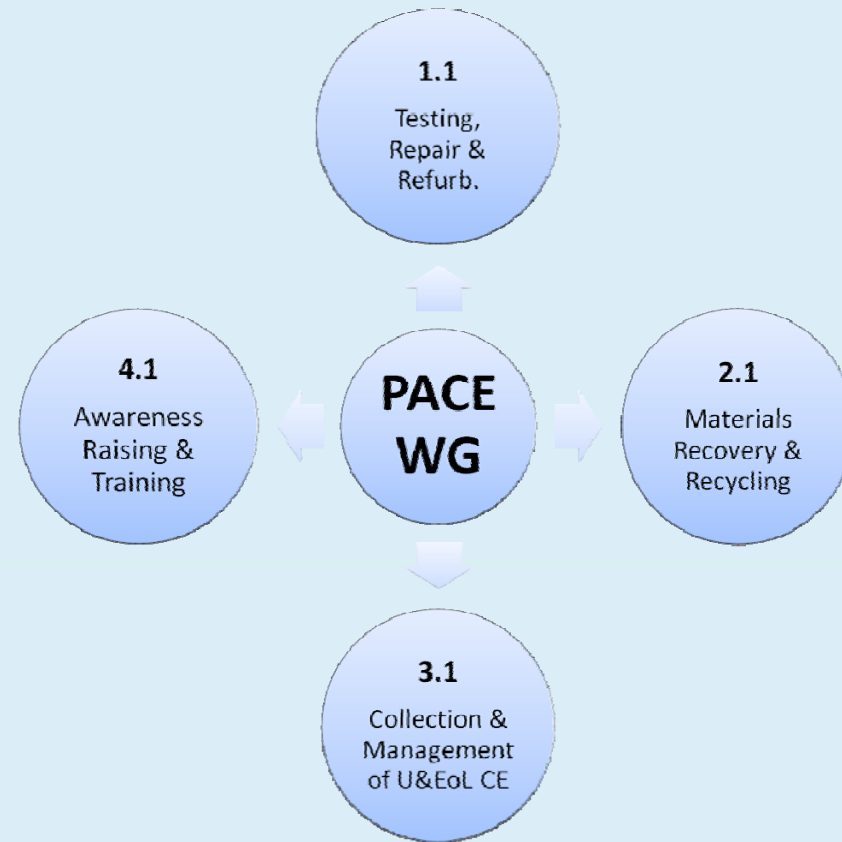 1.1
Testing,
Repair &
Refurb.
4.1
Awareness
Raising &
Training
PACE
WG
2.1
Materials
Recovery &
Recycling
3.1
Collection &
Management
of U&EoL CE